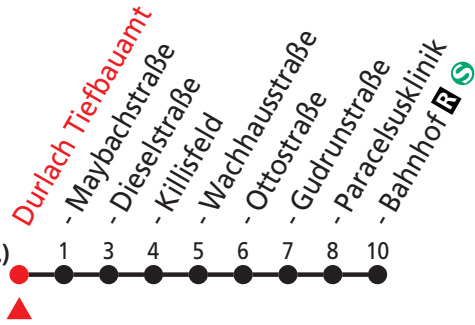 Durlach Tiefbauamt
- Maybachstraße
- Dieselstraße
- Killisfeld
- Wachhausstraße
- Ottostraße
- Gudrunstraße
- Paracelsusklinik
- Bahnhof R S
1 3 4 5 6 7 8 10